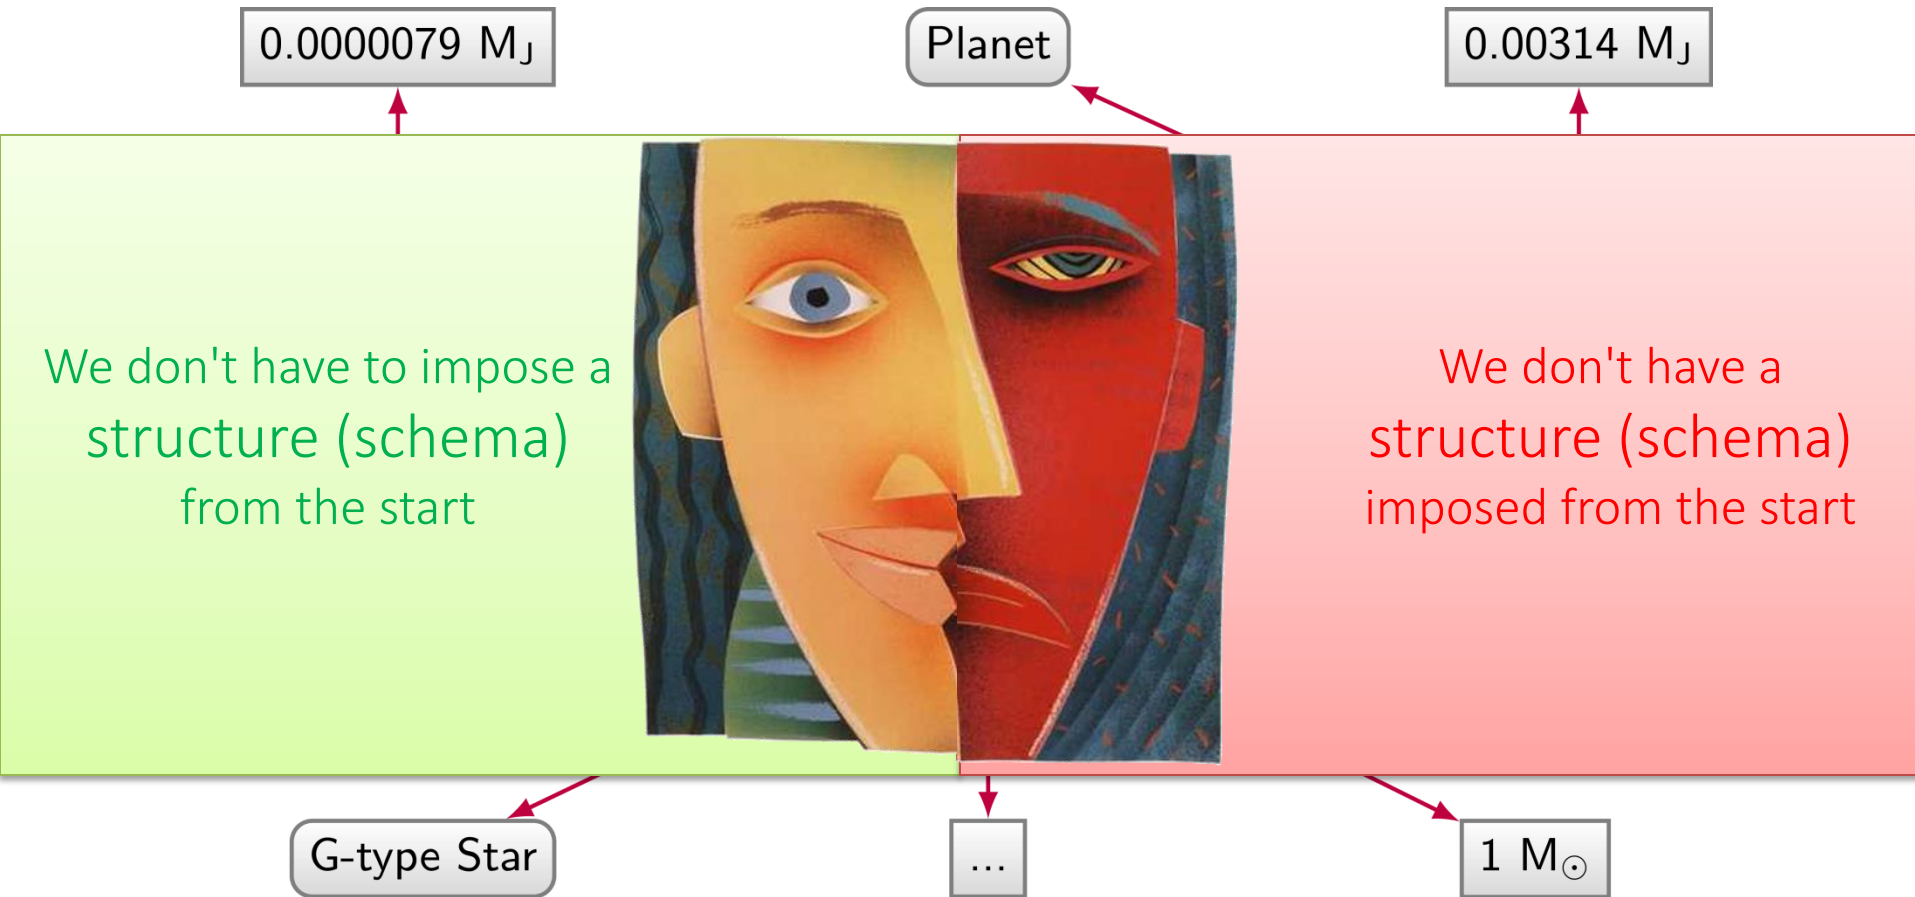 0.0000079 MJ
Planet
0.00314 MJ
We don't have to impose a
structure (schema)
from the start
We don't have a
structure (schema)
imposed from the start
G-type Star
...
1 M☉